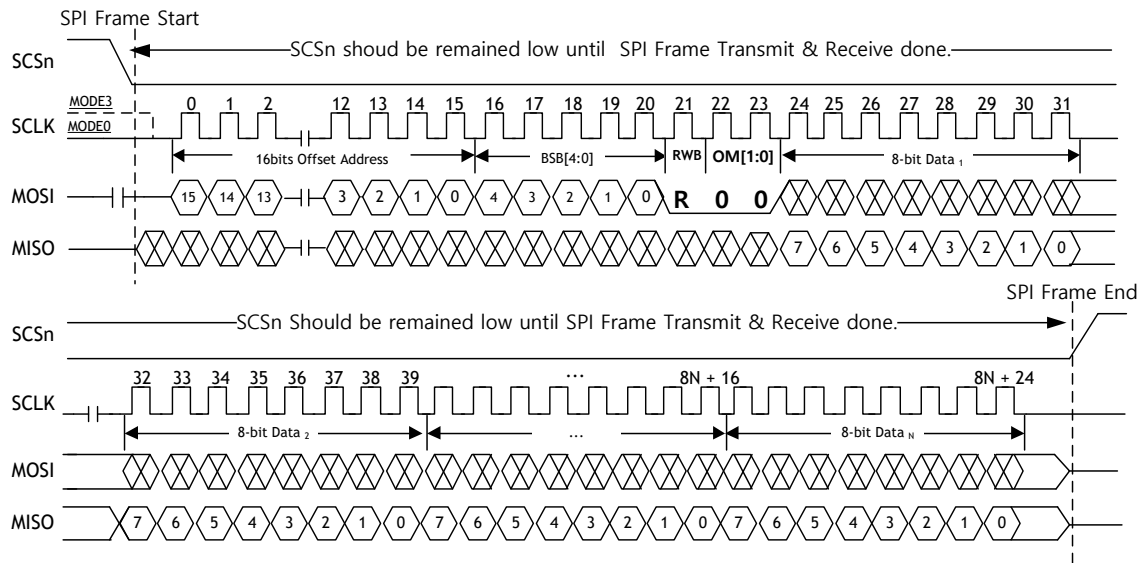 SPI Frame Start
SCSn shoud be remained low until SPI Frame Transmit & Receive done.
SCSn
MODE3
MODE0
SCLK
0 1 2 12 13 14 15 16 17 18 19 20 21 22 23 24 25 26 27 28 29 30 31
16bits Offset Address BSB[4:0] RWB OM[1:0] 8-bit Data 1
MOSI
15 14 13 3 2 1 0 4 3 2 1 0 R 0 0
MISO
7 6 5 4 3 2 1 0
SPI Frame End
SCSn Should be remained low until SPI Frame Transmit & Receive done.
SCSn
32 33 34 35 36 37 38 39 ... 8N + 16 8N + 24
SCLK
8-bit Data 2 ... 8-bit Data N
MOSI
MISO
7 6 5 4 3 2 1 0 7 6 5 4 3 2 1 0 7 6 5 4 3 2 1 0